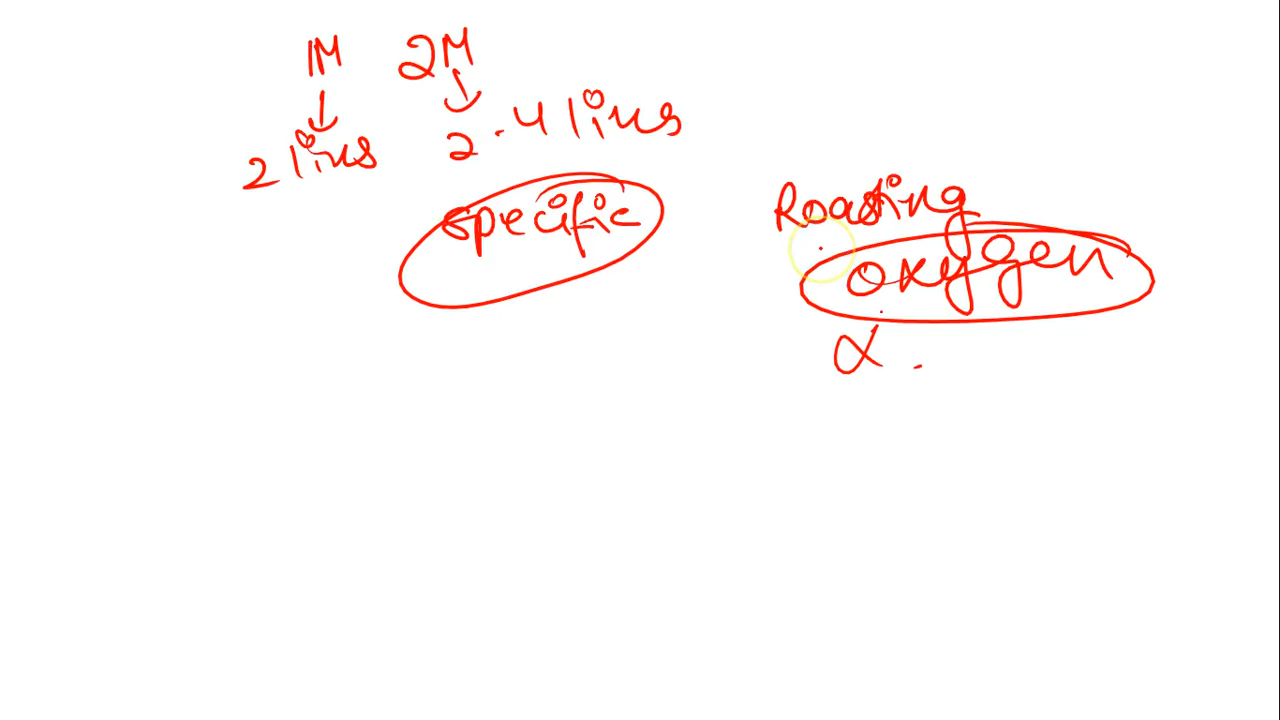 1M 2M
2 lins 2.4 lins
specific
Roasting
oxygen
α.